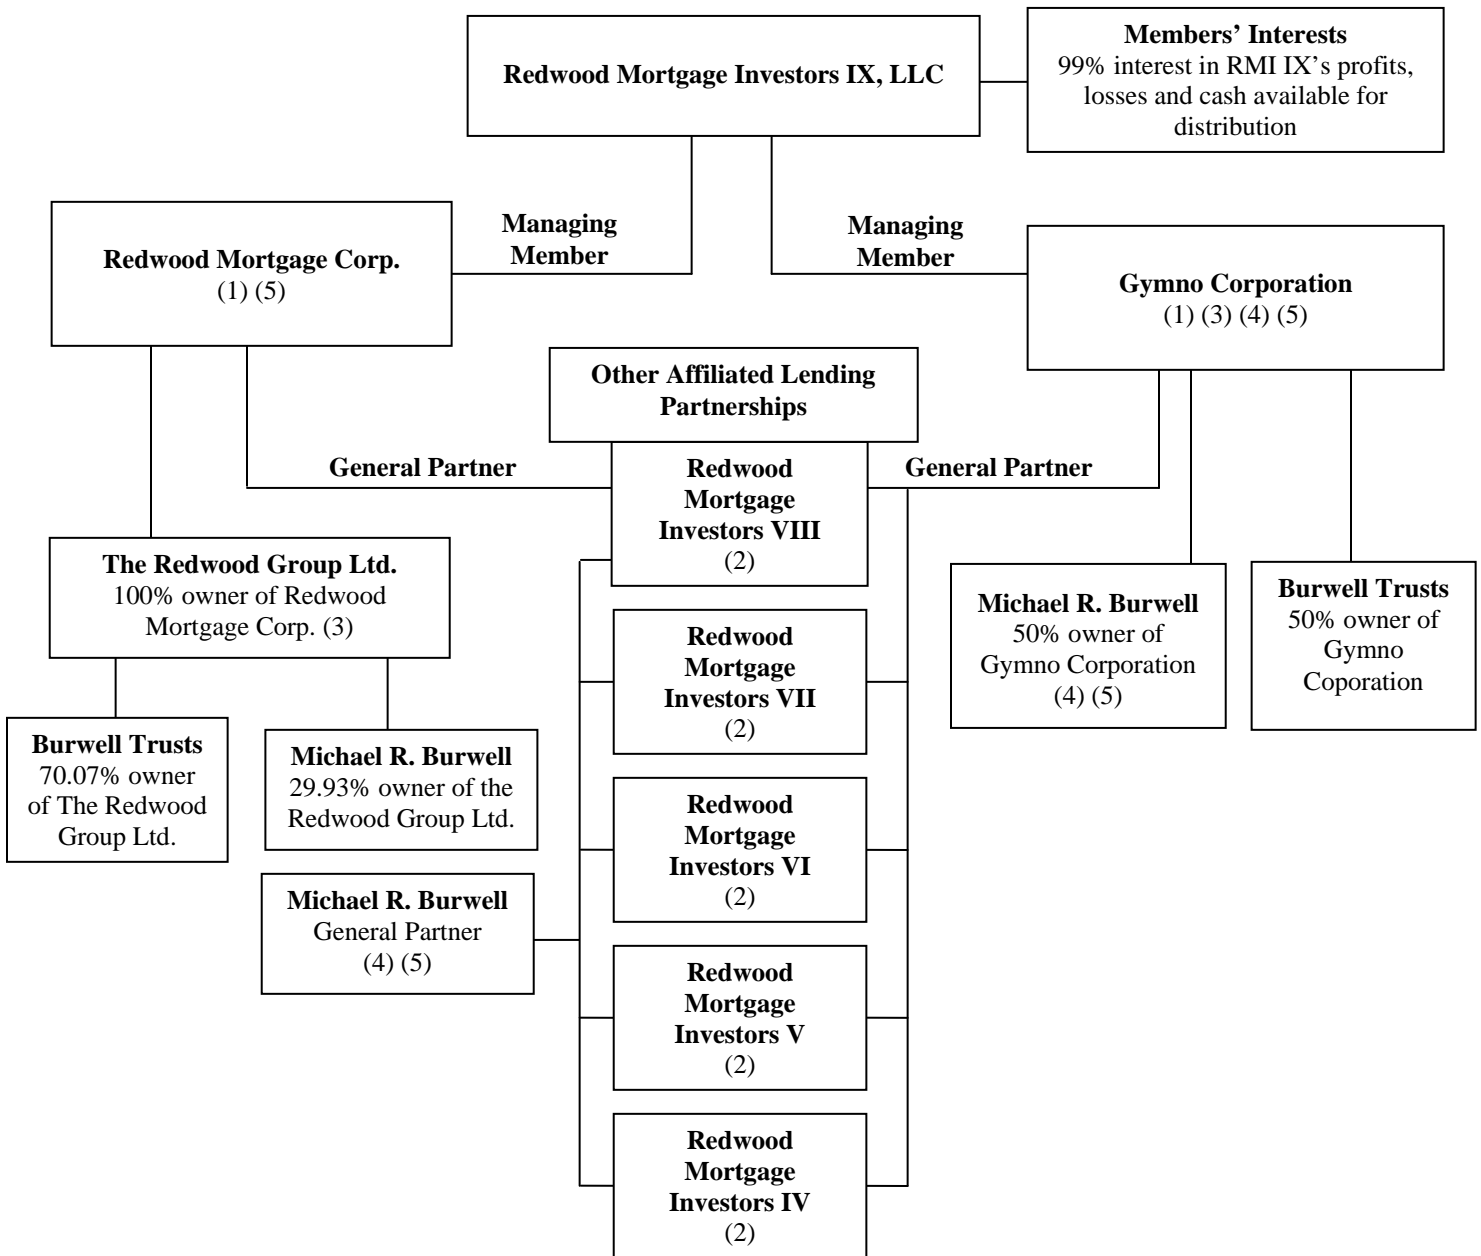 Redwood Mortgage Investors IX, LLC
Members’ Interests
99% interest in RMI IX’s profits,
losses and cash available for
distribution
Managing
Member
Managing
Member
Redwood Mortgage Corp.
(1) (5)
Gymno Corporation
(1) (3) (4) (5)
Other Affiliated Lending
Partnerships
General Partner
Redwood
Mortgage
Investors VIII
(2)
General Partner
The Redwood Group Ltd.
100% owner of Redwood
Mortgage Corp. (3)
Michael R. Burwell
50% owner of
Gymno Corporation
(4) (5)
Burwell Trusts
50% owner of
Gymno
Coporation
Redwood
Mortgage
Investors VII
(2)
Burwell Trusts
70.07% owner
of The Redwood
Group Ltd.
Michael R. Burwell
29.93% owner of the
Redwood Group Ltd.
Redwood
Mortgage
Investors VI
(2)
Michael R. Burwell
General Partner
(4) (5)
Redwood
Mortgage
Investors V
(2)
Redwood
Mortgage
Investors IV
(2)